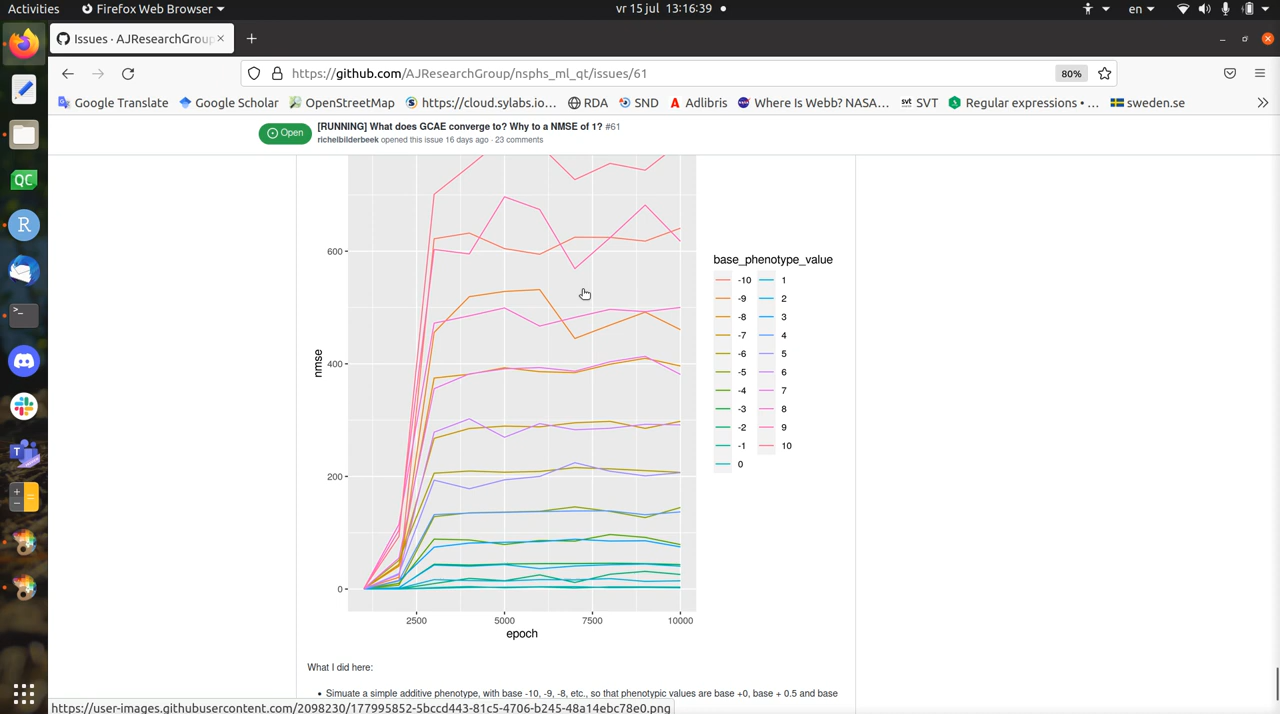 Activities
Firefox Web Browser
vr 15 jul 13:16:39
en
Issues · AJResearchGroup
https://github.com/AJResearchGroup/nsphs_ml_qt/issues/61
80%
Google Translate
Google Scholar
OpenStreetMap
https://cloud.sylabs.io...
RDA
SND
Adlibris
Where Is Webb? NASA...
svt SVT
Regular expressions • ...
sweden.se
Open
[RUNNING] What does GCAE converge to? Why to a NMSE of 1? #61
richelbilderbeek opened this issue 16 days ago · 23 comments
QC
R
600
400
200
0
nmse
2500
5000
7500
10000
epoch
base_phenotype_value
-10
-9
-8
-7
-6
-5
-4
-3
-2
-1
0
1
2
3
4
5
6
7
8
9
10
What I did here:
• Simuate a simple additive phenotype, with base -10, -9, -8, etc., so that phenotypic values are base +0, base + 0.5 and base
https://user-images.githubusercontent.com/2098230/177995852-5bccd443-81c5-4706-b245-48a14ebc78e0.png